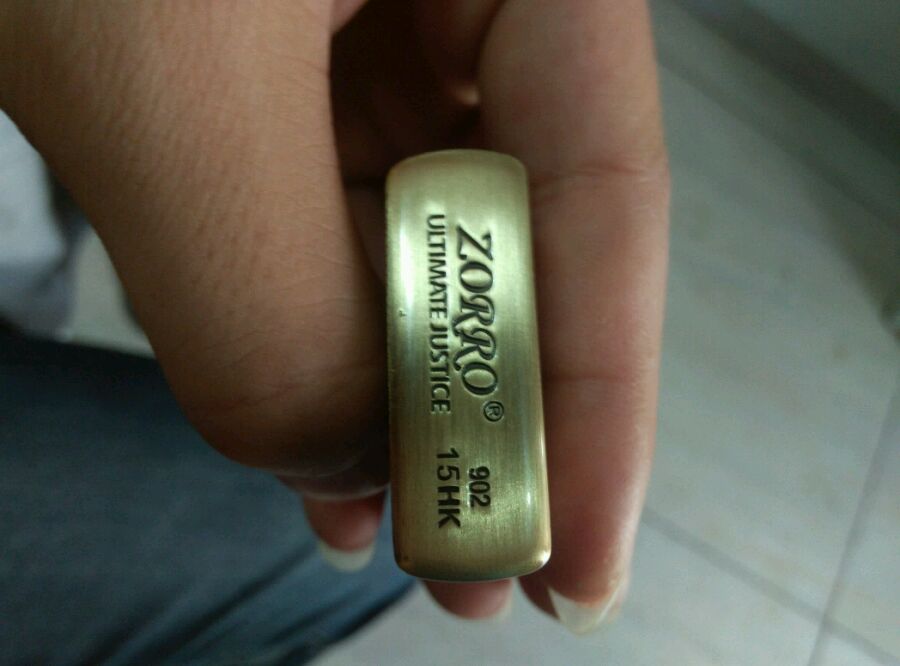 ZORRO®
ULTIMATE JUSTICE
902
15HK